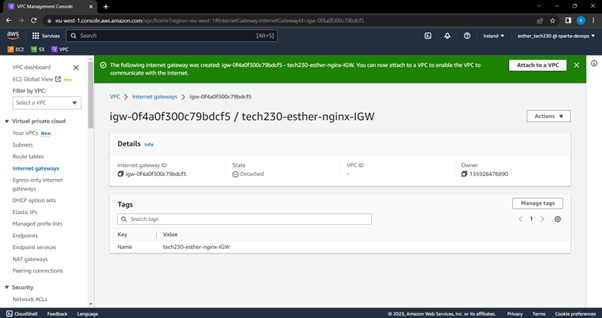 VPC Management Console
eu-west-1.console.aws.amazon.com/vpc/home?region=eu-west-1#InternetGateway:internetGatewayId=igw-0f4a0f300c79bdcf5
aws Services Search [Alt+S] Ireland esther_tech230 @ sparta-devops
EC2 S3 VPC
VPC dashboard
EC2 Global View New
Filter by VPC:
Select a VPC
Virtual private cloud
Your VPCs New
Subnets
Route tables
Internet gateways
Egress-only internet
gateways
DHCP option sets
Elastic IPs
Managed prefix lists
Endpoints
Endpoint services
NAT gateways
Peering connections
Security
Network ACLs
The following internet gateway was created: igw-0f4a0f300c79bdcf5 - tech230-esther-nginx-IGW. You can now attach to a VPC to enable the VPC to
communicate with the internet.
Attach to a VPC
VPC Internet gateways igw-0f4a0f300c79bdcf5
igw-0f4a0f300c79bdcf5 / tech230-esther-nginx-IGW
Actions
Details Info
Internet gateway ID
igw-0f4a0f300c79bdcf5
State
Detached
VPC ID
-
Owner
135928476890
Tags
Manage tags
Search tags
1
Key Value
Name tech230-esther-nginx-IGW
CloudShell Feedback Language
© 2023, Amazon Web Services, Inc. or its affiliates. Privacy Terms Cookie preferences